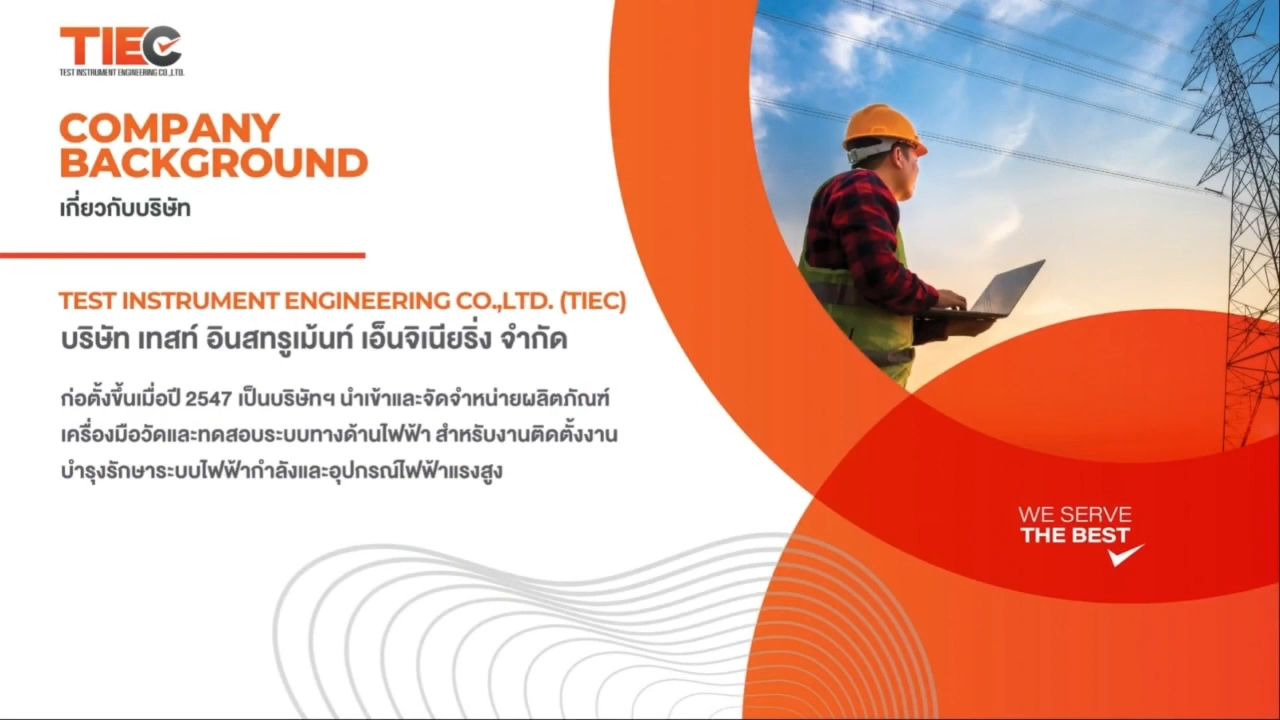 TIEC
TEST INSTRUMENT ENGINEERING CO.,LTD.
COMPANY
BACKGROUND
เกี่ยวกับบริษัท
TEST INSTRUMENT ENGINEERING CO.,LTD. (TIEC)
บริษัท เทสท์ อินสทรูเม้นท์ เอ็นจิเนียริ่ง จำกัด
ก่อตั้งขึ้นเมื่อปี 2547 เป็นบริษัทฯ นำเข้าและจัดจำหน่ายผลิตภัณฑ์
เครื่องมือวัดและทดสอบระบบทางด้านไฟฟ้า สำหรับงานติดตั้งงาน
บำรุงรักษาระบบไฟฟ้ากำลังและอุปกรณ์ไฟฟ้าแรงสูง
WE SERVE
THE BEST